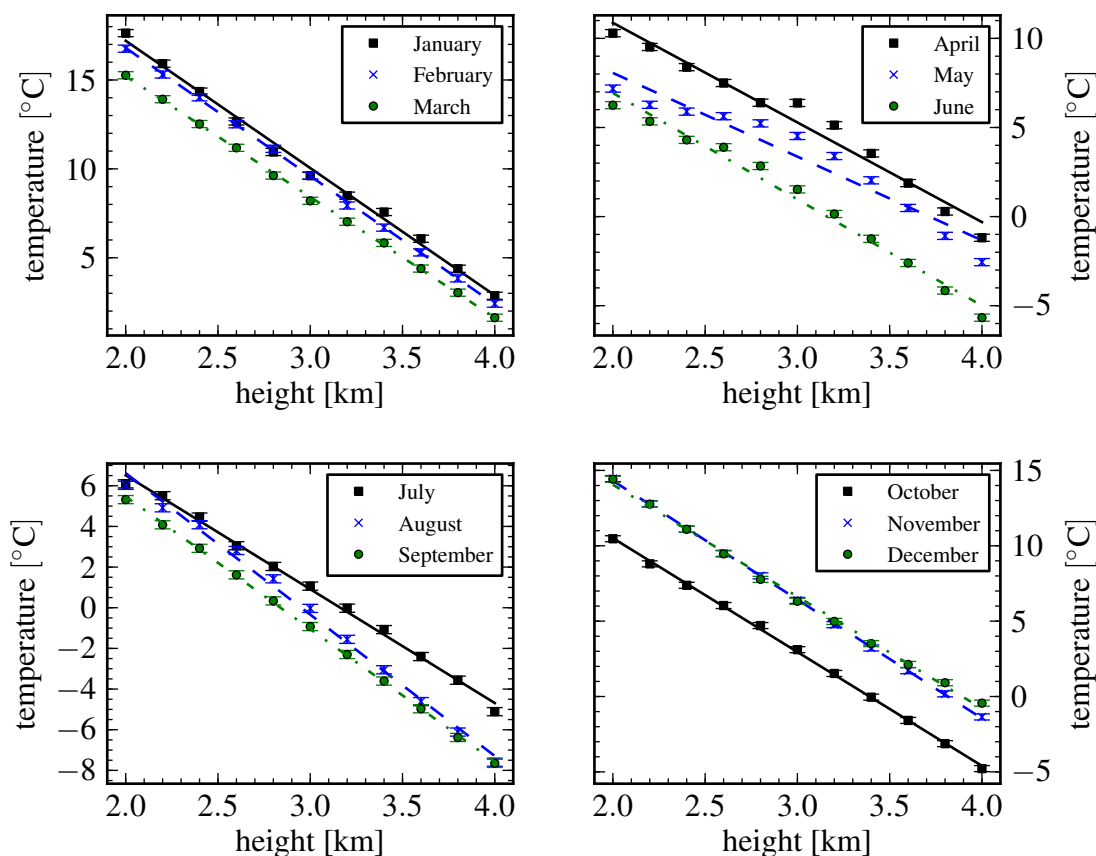 January
February
March
15
10
5
temperature [°C]
2.0 2.5 3.0 3.5 4.0
height [km]
April
May
June
10
5
0
−5
temperature [°C]
2.0 2.5 3.0 3.5 4.0
height [km]
July
August
September
6
4
2
0
−2
−4
−6
−8
temperature [°C]
2.0 2.5 3.0 3.5 4.0
height [km]
October
November
December
15
10
5
0
−5
temperature [°C]
2.0 2.5 3.0 3.5 4.0
height [km]